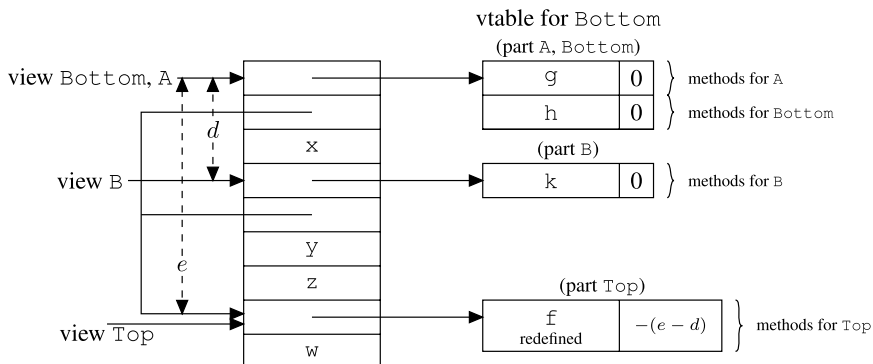 vtable for Bottom
(part A, Bottom)
view Bottom, A
g 0 methods for A
h 0 methods for Bottom
d
x
(part B)
view B
k 0 methods for B
y
e
z
(part Top)
f −(e − d) methods for Top
redefined
view Top
w